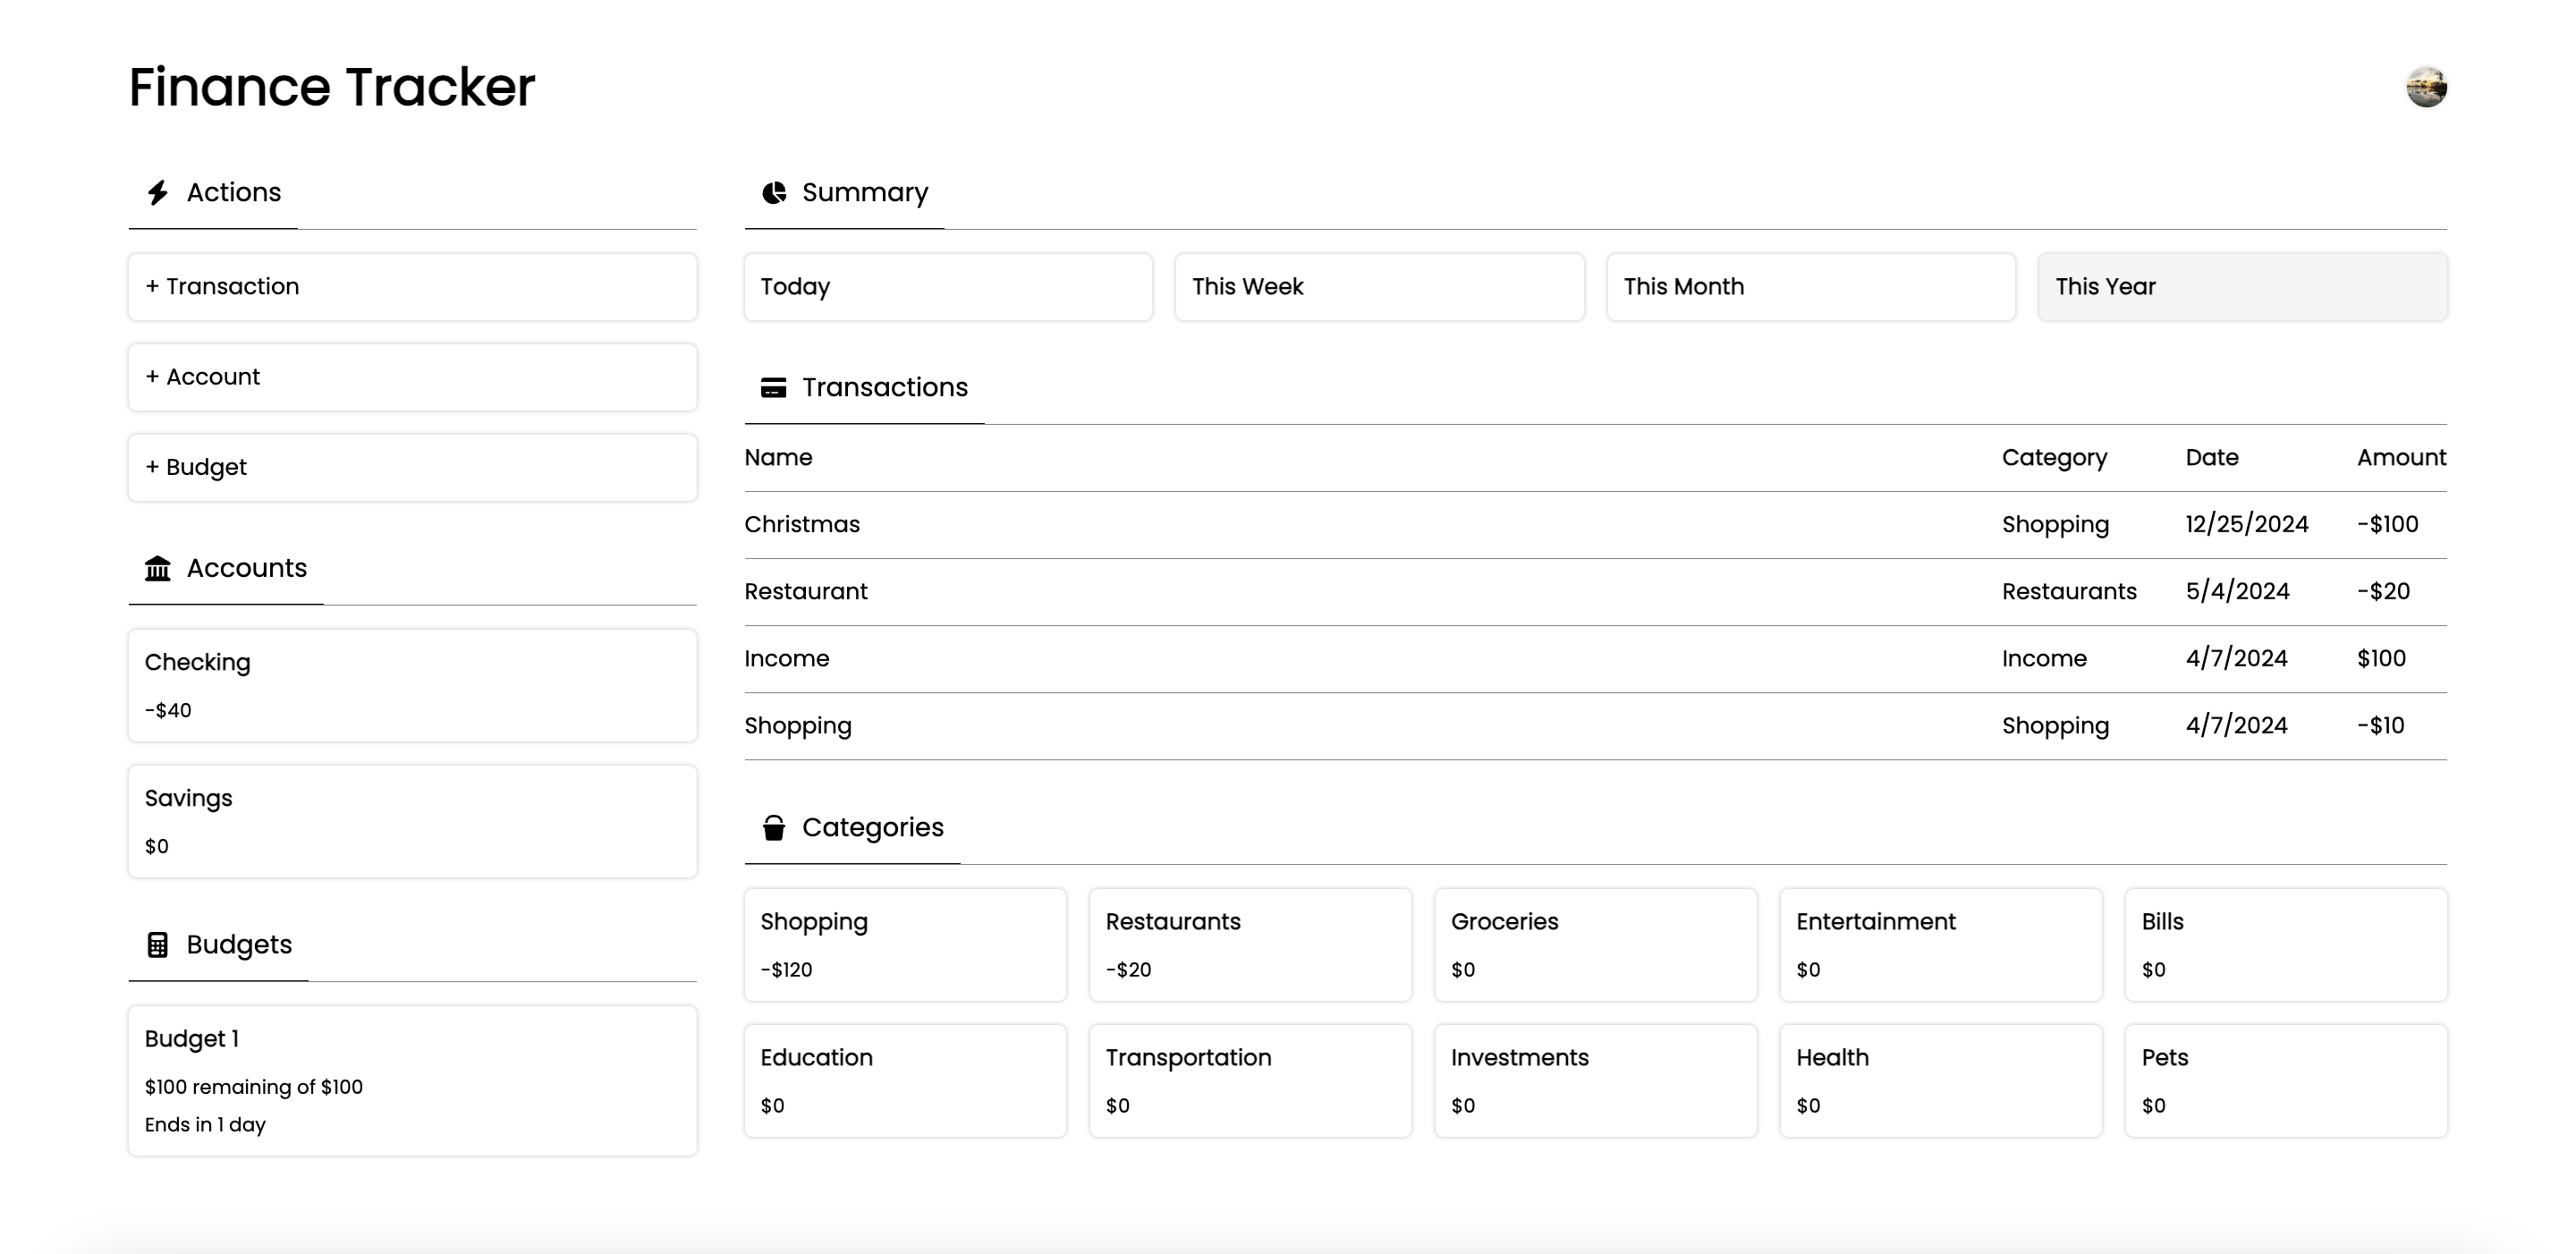 Finance Tracker
Actions
+ Transaction
+ Account
+ Budget
Accounts
Checking
-$40
Savings
$0
Budgets
Budget 1
$100 remaining of $100
Ends in 1 day
Summary
Today This Week This Month This Year
Transactions
Name Category Date Amount
Christmas Shopping 12/25/2024 -$100
Restaurant Restaurants 5/4/2024 -$20
Income Income 4/7/2024 $100
Shopping Shopping 4/7/2024 -$10
Categories
Shopping Restaurants Groceries Entertainment Bills
-$120 -$20 $0 $0 $0
Education Transportation Investments Health Pets
$0 $0 $0 $0 $0